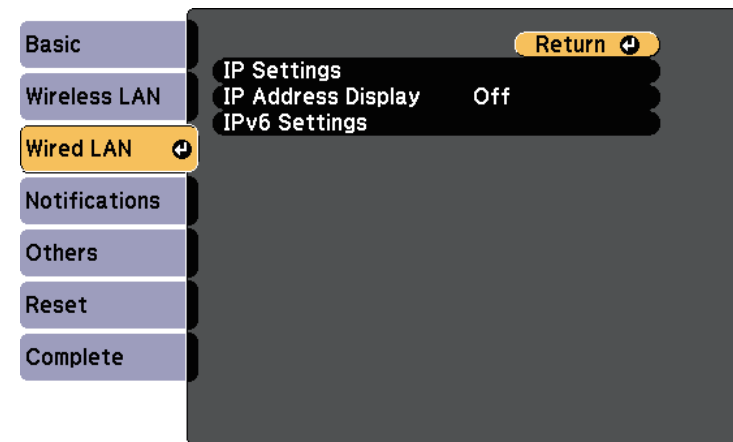 Basic
Wireless LAN
Wired LAN
Notifications
Others
Reset
Complete
Return
IP Settings
IP Address Display Off
IPv6 Settings